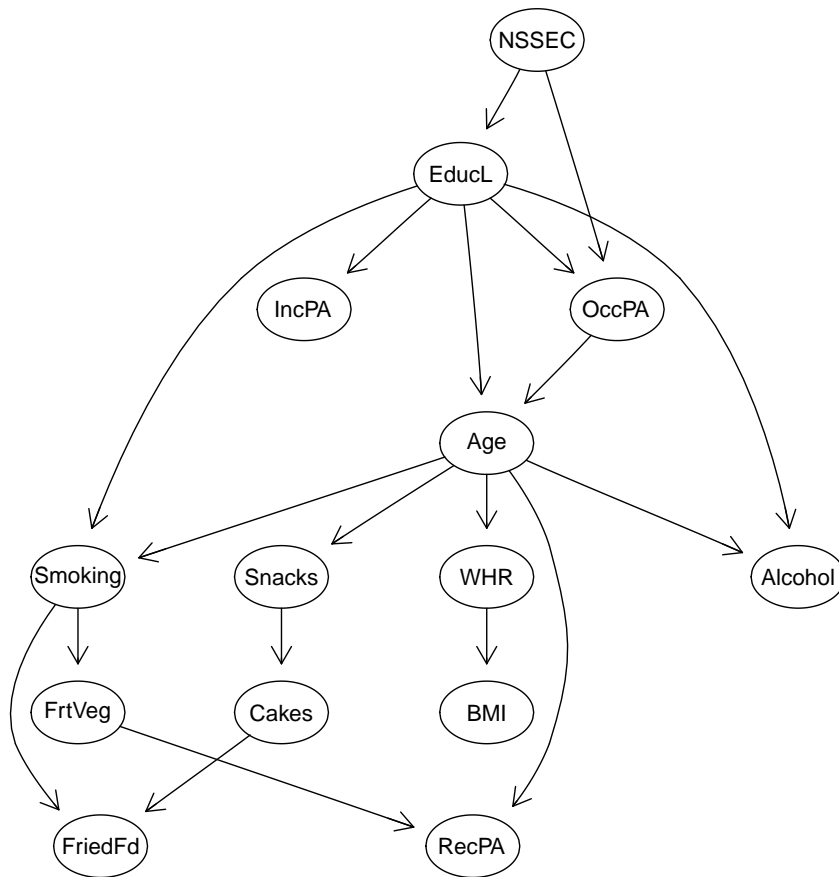 NSSEC
EducL
IncPA
OccPA
Age
Smoking
Snacks
WHR
Alcohol
FrtVeg
Cakes
BMI
FriedFd
RecPA